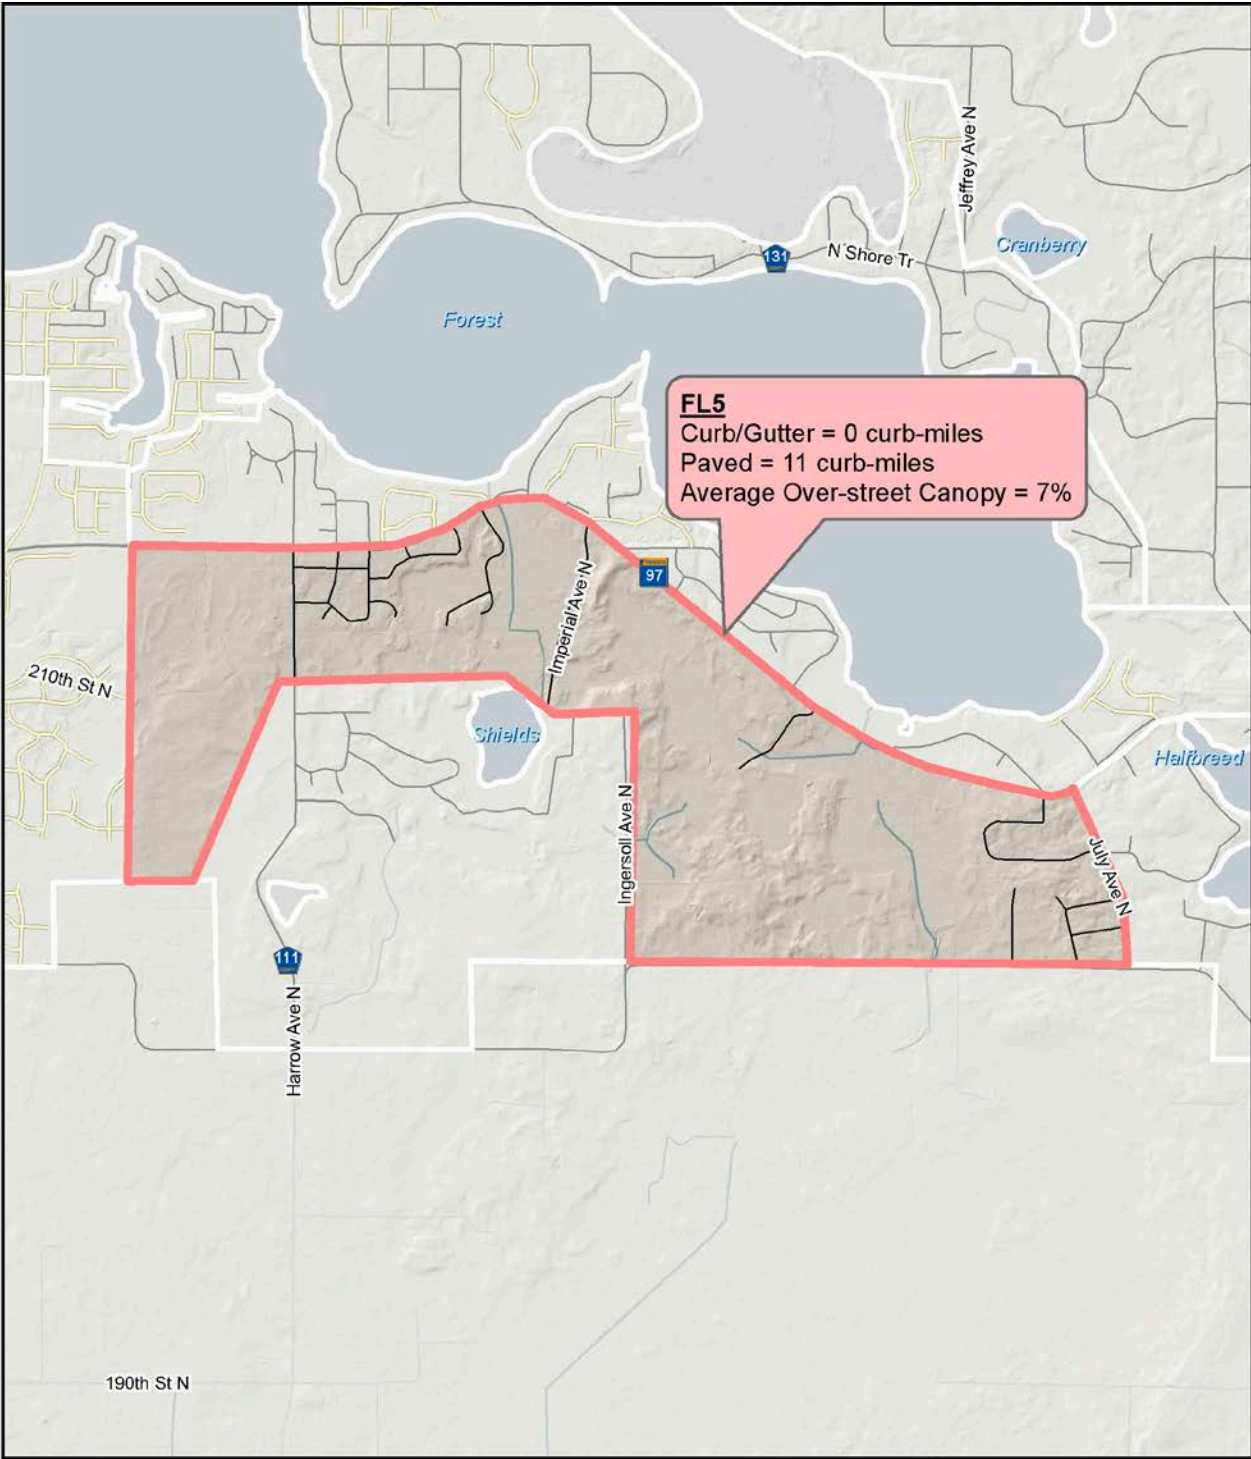 Jeffrey Ave N
Cranberry
131
N Shore Tr
Forest
FL5
Curb/Gutter = 0 curb-miles
Paved = 11 curb-miles
Average Over-street Canopy = 7%
97
Imperial Ave N
210th St N
Shields
Halfbreed
Ingersoll Ave N
July Ave N
111
Harrow Ave N
190th St N